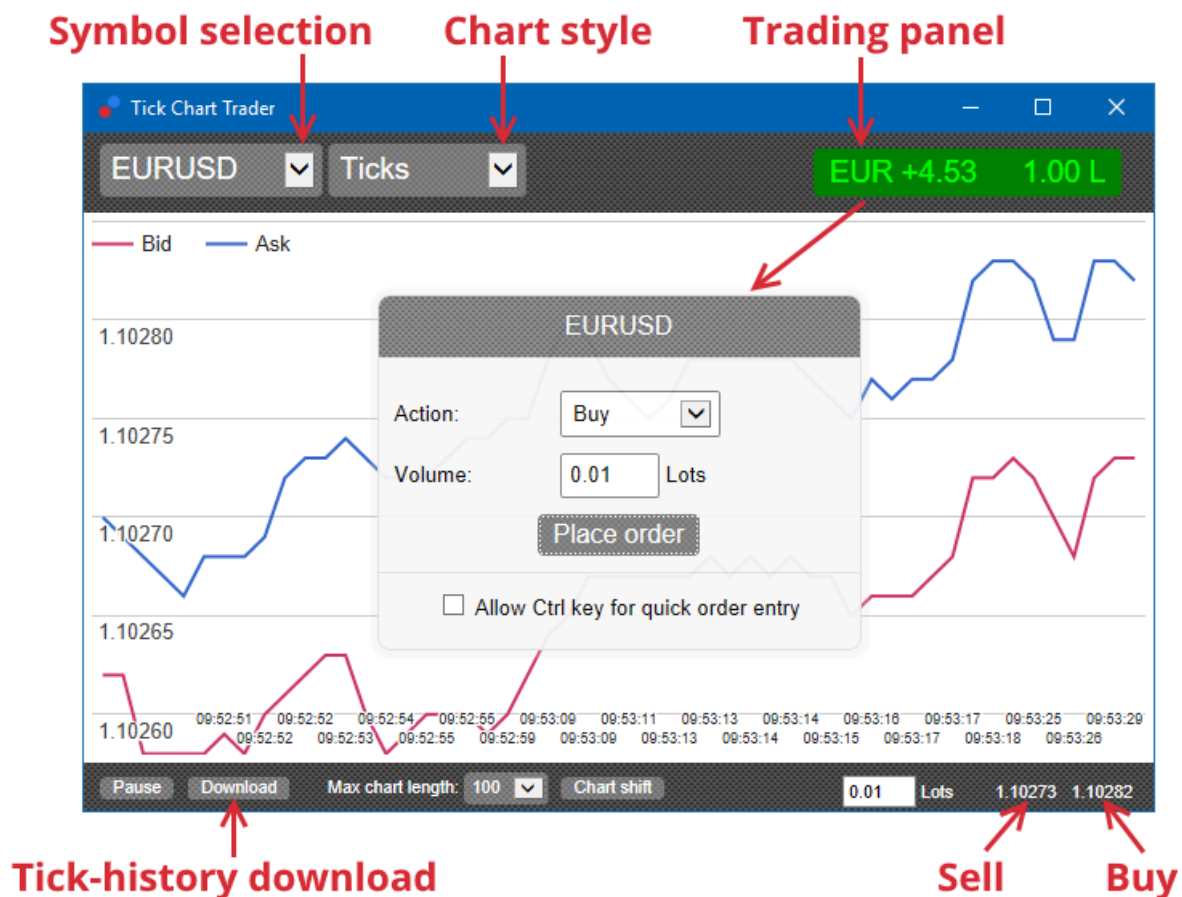 Symbol selection Chart style Trading panel
Tick Chart Trader
EURUSD Ticks EUR +4.53 1.00 L
Bid Ask
EURUSD
1.10280
Action: Buy
1.10275
Volume: 0.01 Lots
1.10270
Place order
Allow Ctrl key for quick order entry
1.10265
09:52:51 09:52:52 09:52:54 09:52:55 09:53:09 09:53:11 09:53:13 09:53:14 09:53:16 09:53:17 09:53:25 09:53:29
1.10260
09:52:52 09:52:53 09:52:55 09:52:59 09:53:09 09:53:13 09:53:14 09:53:15 09:53:17 09:53:18 09:53:26
Pause Download Max chart length: 100 Chart shift 0.01 Lots 1.10273 1.10282
Tick-history download Sell Buy